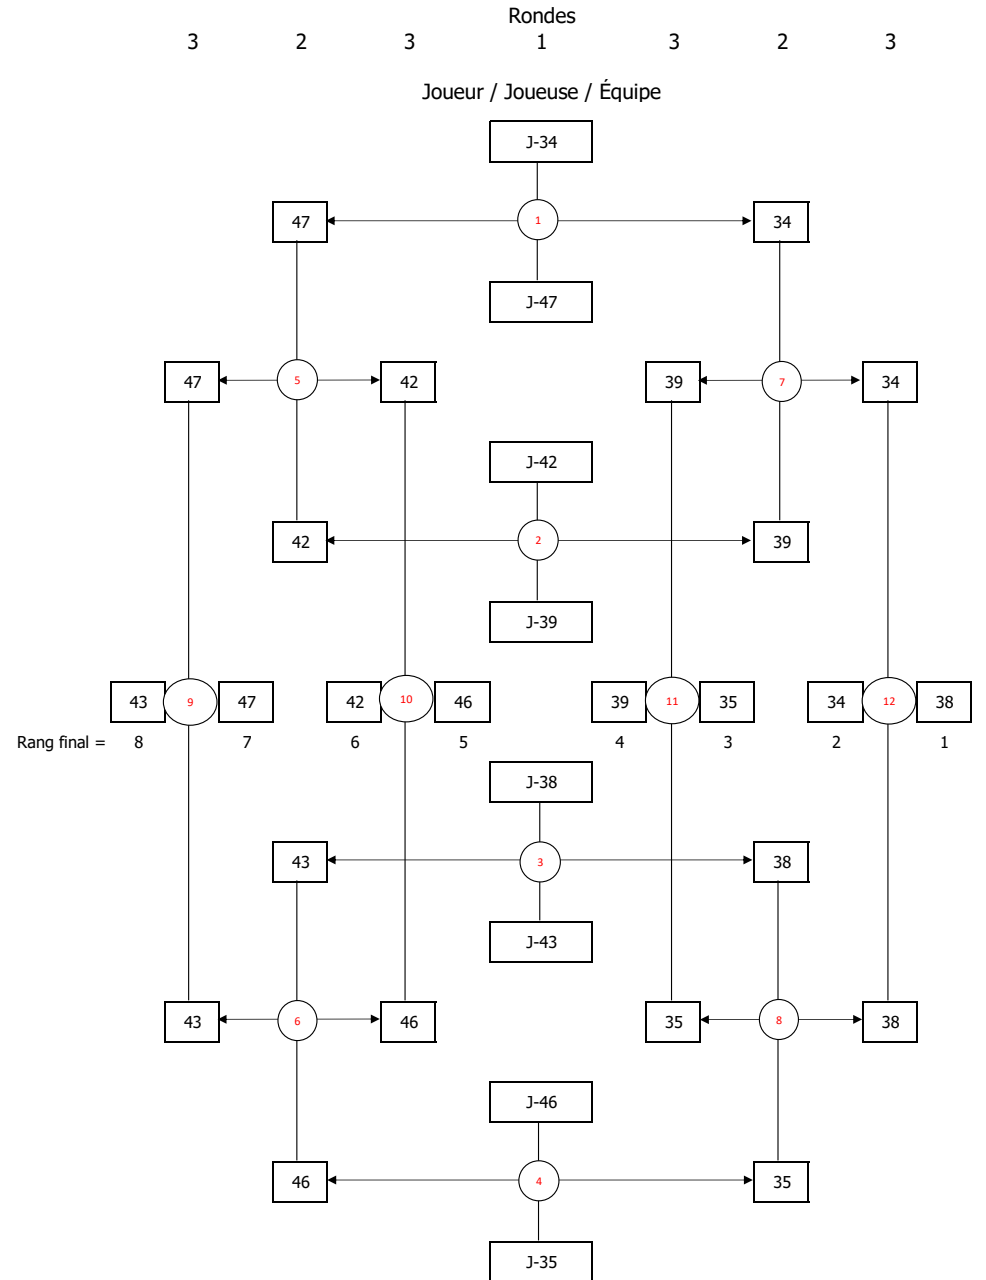 Rondes
3 2 3 1 3 2 3
Joueur / Joueuse / Équipe
J-34
47 1 34
J-47
47 5 42 39 7 34
J-42
42 2 39
J-39
43 9 47 42 10 46 39 11 35 34 12 38
Rang final = 8 7 6 5 4 3 2 1
J-38
43 3 38
J-43
43 6 46 35 8 38
J-46
46 4 35
J-35